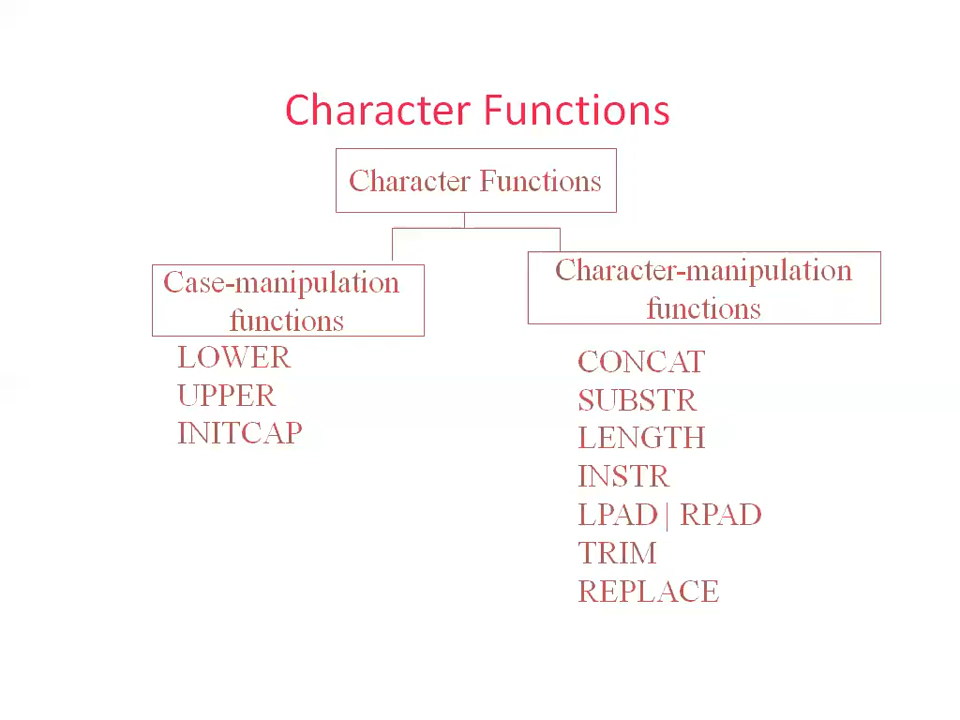 Character Functions
Character Functions
Case-manipulation
functions
LOWER
UPPER
INITCAP
Character-manipulation
functions
CONCAT
SUBSTR
LENGTH
INSTR
LPAD | RPAD
TRIM
REPLACE